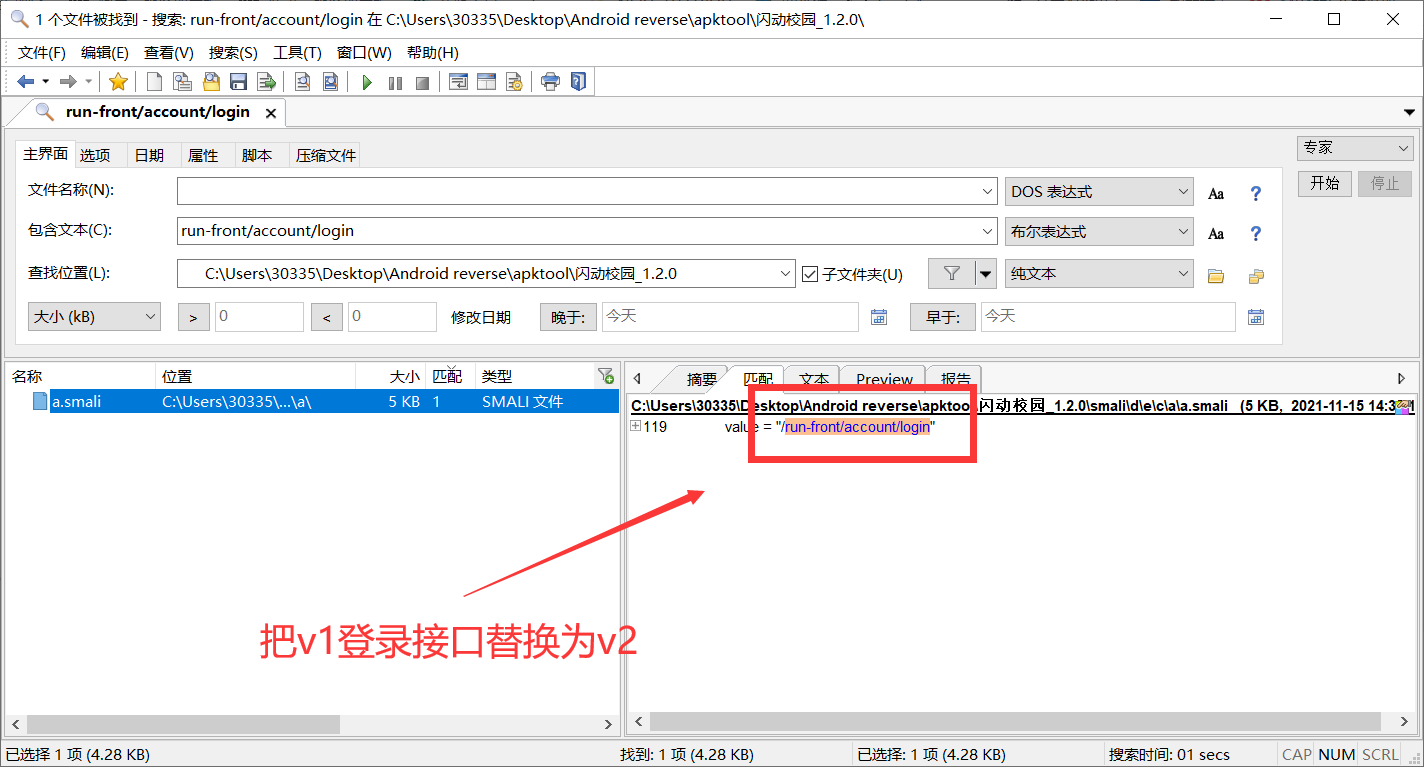 1 个文件被找到 - 搜索: run-front/account/login 在 C:\Users\30335\Desktop\Android reverse\apktool\闪动校园_1.2.0\
文件(F) 编辑(E) 查看(V) 搜索(S) 工具(T) 窗口(W) 帮助(H)
run-front/account/login
主界面 选项 日期 属性 脚本 压缩文件
专家
文件名称(N): DOS 表达式 Aa ?
开始 停止
包含文本(C): run-front/account/login 布尔表达式 Aa ?
查找位置(L): C:\Users\30335\Desktop\Android reverse\apktool\闪动校园_1.2.0 子文件夹(U) 纯文本
大小 (kB) > 0 < 0 修改日期 晚于: 今天 早于: 今天
名称 位置 大小 匹配 类型
摘要 匹配 文本 Preview 报告
a.smali C:\Users\30335\...\a\ 5 KB 1 SMALI 文件
C:\Users\30335\Desktop\Android reverse\apktool\闪动校园_1.2.0\smali\d\e\c\a\a.smali (5 KB, 2021-11-15 14:3
119 value = "/run-front/account/login"
把v1登录接口替换为v2
已选择 1 项 (4.28 KB) 找到: 1 项 (4.28 KB) 已选择: 1 项 (4.28 KB) 搜索时间: 01 secs CAP NUM SCRL